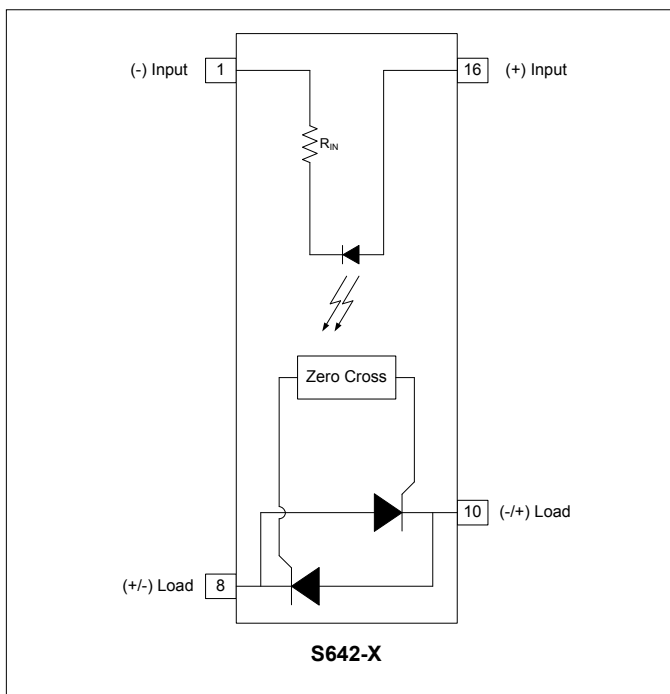 (-) Input 1 16 (+) Input
R_IN
Zero Cross
10 (-/+) Load
(+/-) Load 8
S642-X